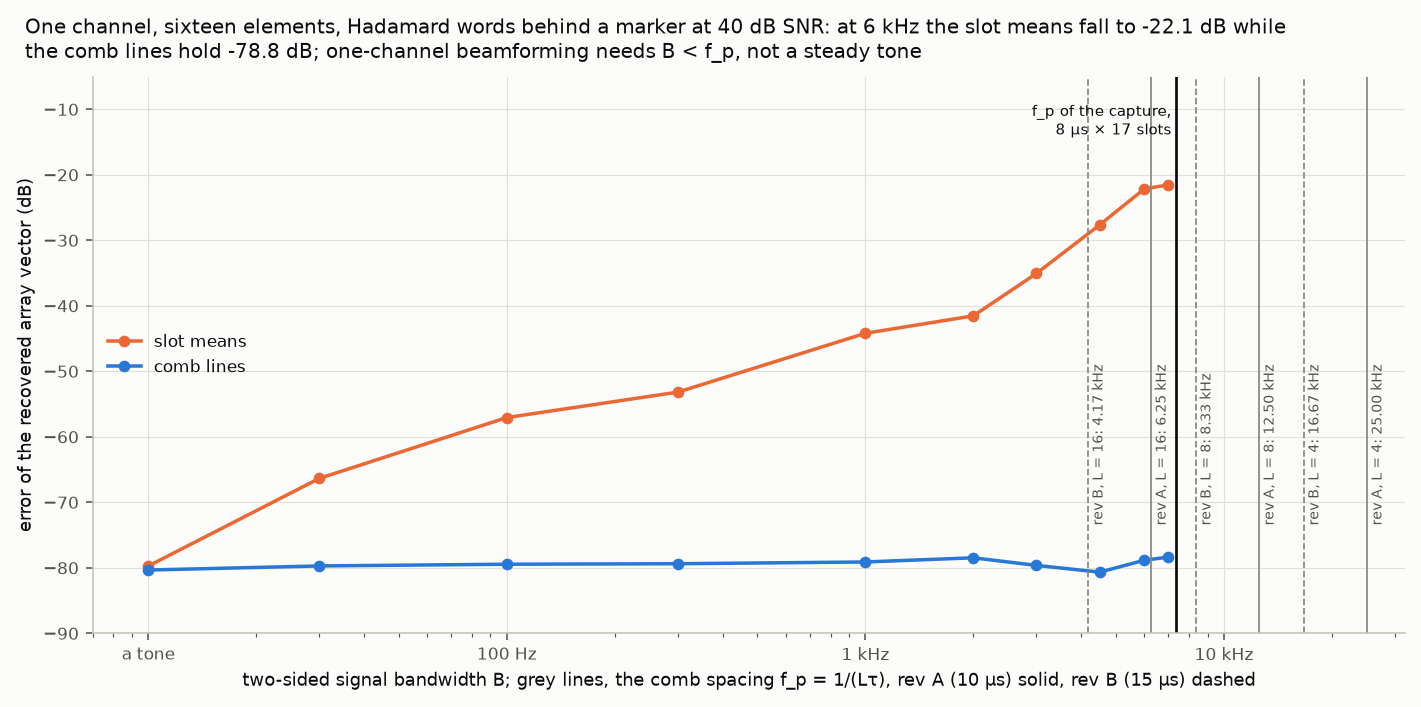 One channel, sixteen elements, Hadamard words behind a marker at 40 dB SNR: at 6 kHz the slot means fall to -22.1 dB while
the comb lines hold -78.8 dB; one-channel beamforming needs B < f_p, not a steady tone
f_p of the capture,
8 µs × 17 slots
−10
−20
−30
−40
−50
−60
−70
−80
−90
error of the recovered array vector (dB)
slot means
comb lines
rev B, L = 16: 4.17 kHz
rev A, L = 16: 6.25 kHz
rev B, L = 8: 8.33 kHz
rev A, L = 8: 12.50 kHz
rev B, L = 4: 16.67 kHz
rev A, L = 4: 25.00 kHz
a tone
100 Hz
1 kHz
10 kHz
two-sided signal bandwidth B; grey lines, the comb spacing f_p = 1/(Lτ), rev A (10 µs) solid, rev B (15 µs) dashed